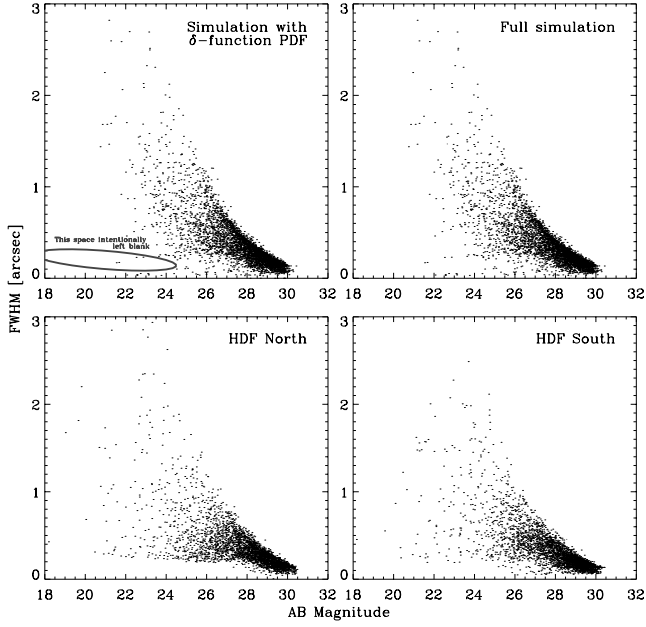 Simulation with
δ-function PDF
Full simulation
3
2
1
0
This space intentionally
left blank
18 20 22 24 26 28 30 32
3
2
1
0
18 20 22 24 26 28 30 32
FWHM [arcsec]
HDF North
3
2
1
0
18 20 22 24 26 28 30 32
HDF South
3
2
1
0
18 20 22 24 26 28 30 32
AB Magnitude